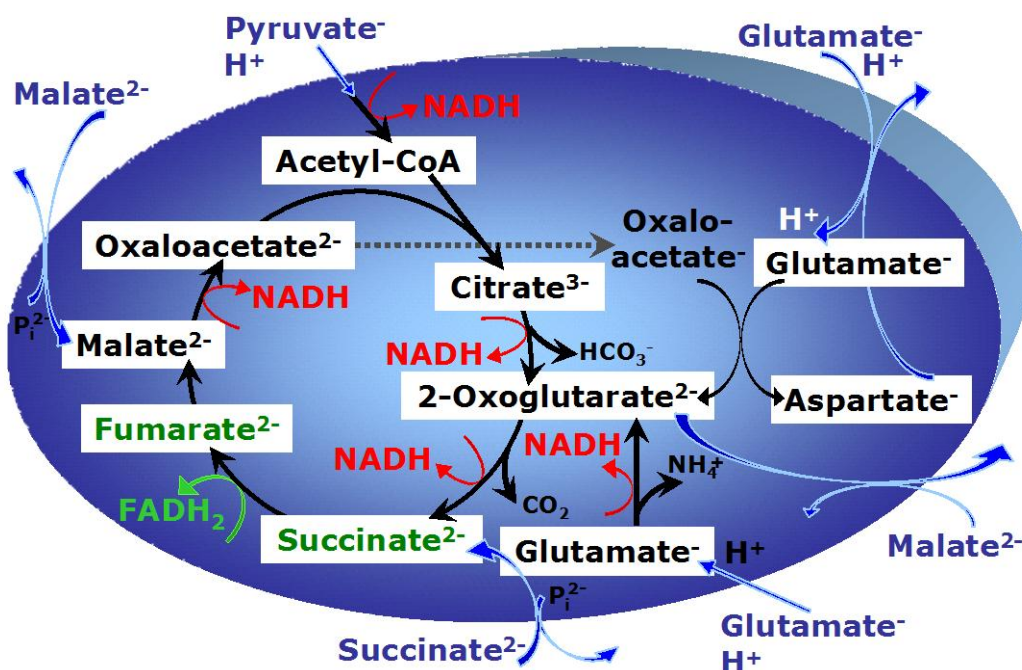 Pyruvate⁻
H⁺
Glutamate⁻
H⁺
Malate²⁻
NADH
Acetyl-CoA
Oxaloacetate²⁻
Oxalo-
acetate⁻
H⁺
Glutamate⁻
Citrate³⁻
NADH
Pᵢ²⁻
Malate²⁻
NADH
HCO₃⁻
2-Oxoglutarate²⁻
Aspartate⁻
Fumarate²⁻
NADH
NADH
NH₄⁺
FADH₂
CO₂
Succinate²⁻
Glutamate⁻
H⁺
Malate²⁻
Pᵢ²⁻
Succinate²⁻
Glutamate⁻
H⁺